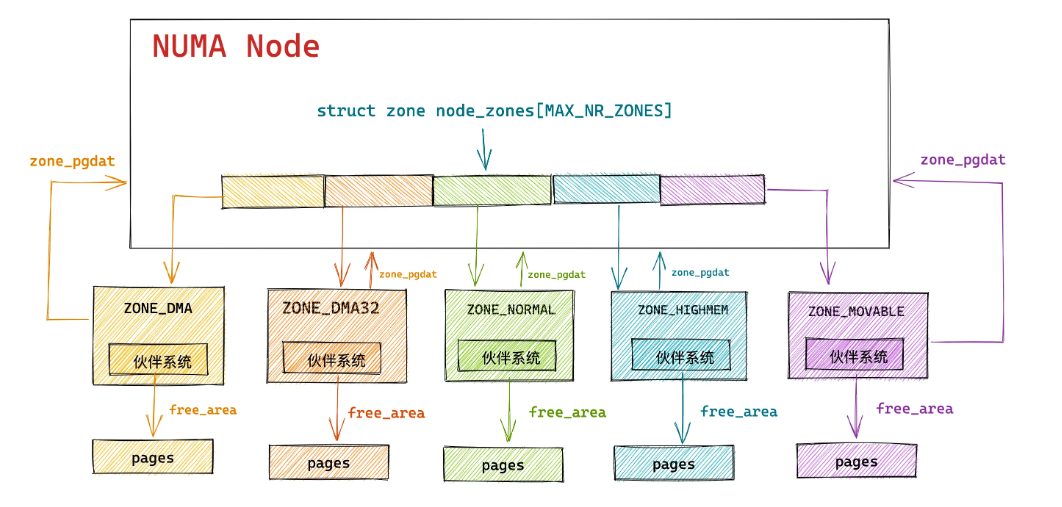 NUMA Node
struct zone node_zones[MAX_NR_ZONES]
zone_pgdat
zone_pgdat
zone_pgdat
zone_pgdat
zone_pgdat
ZONE_DMA
ZONE_DMA32
ZONE_NORMAL
ZONE_HIGHMEM
ZONE_MOVABLE
伙伴系统
伙伴系统
伙伴系统
伙伴系统
伙伴系统
free_area
free_area
free_area
free_area
free_area
pages
pages
pages
pages
pages